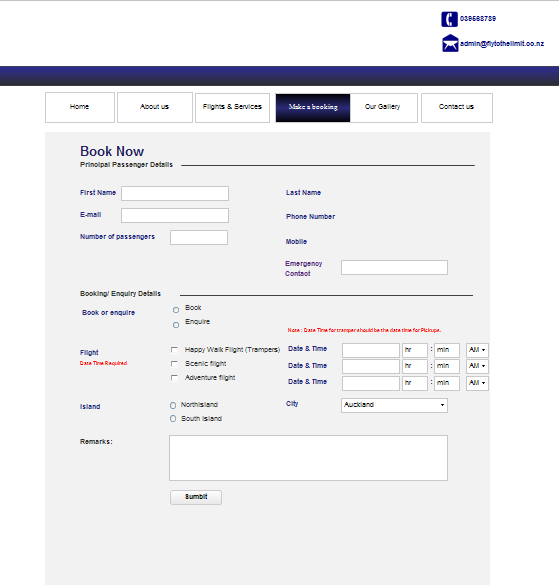 039568789
admin@flytothelimit.co.nz
Home About us Flights & Services Make a booking Our Gallery Contact us
Book Now
Principal Passenger Details
First Name Last Name
E-mail Phone Number
Number of passengers Mobile
Emergency
Contact
Booking/ Enquiry Details
Book or enquire Book
Enquire
Note : Date Time for tramper should be the date time for Pickups.
Flight Happy Walk Flight (Trampers) Date & Time hr : min AM
Date Time Required Scenic flight Date & Time hr : min AM
Adventure flight Date & Time hr : min AM
Island NorthIsland City Auckland
South Island
Remarks:
Sumbit